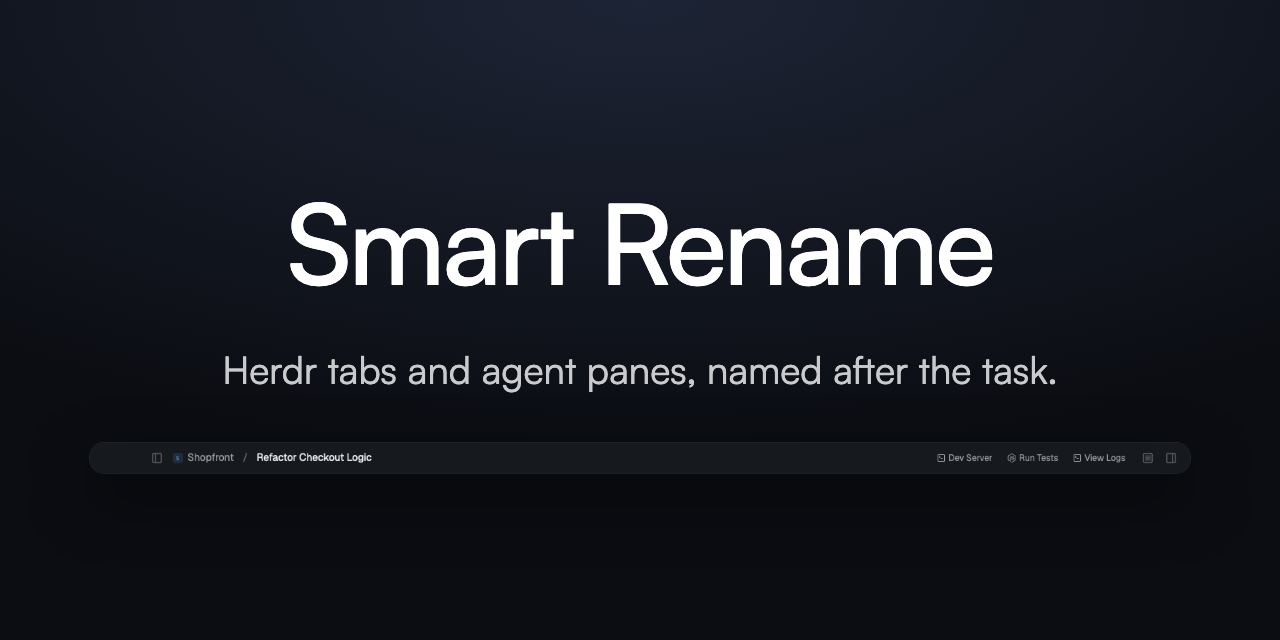 Smart Rename
Herdr tabs and agent panes, named after the task.
Shopfront / Refactor Checkout Logic Dev Server Run Tests View Logs